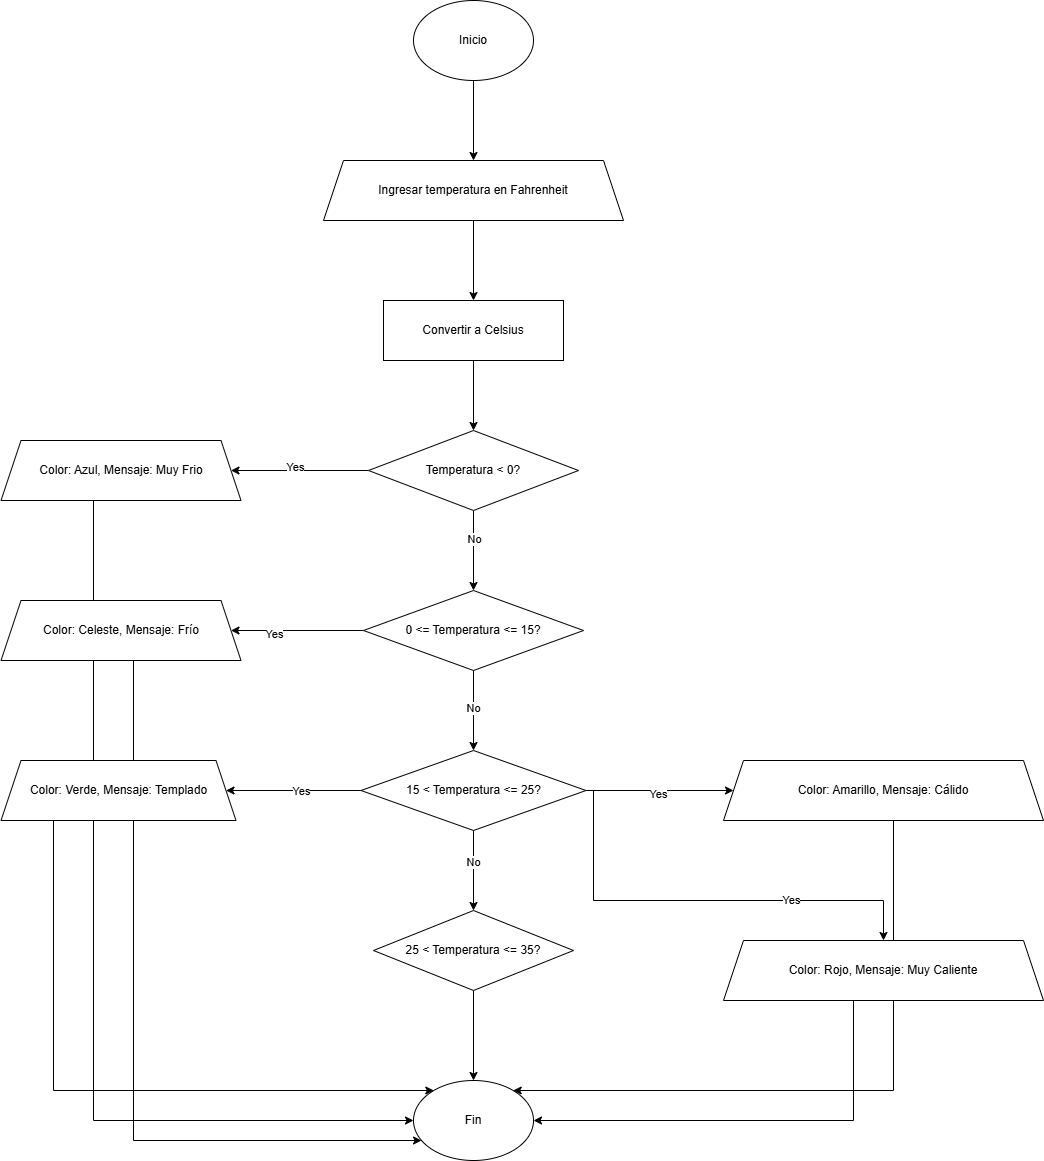 Inicio
Ingresar temperatura en Fahrenheit
Convertir a Celsius
Color: Azul, Mensaje: Muy Frio
Yes
Temperatura < 0?
No
Color: Celeste, Mensaje: Frío
Yes
0 <= Temperatura <= 15?
No
Color: Verde, Mensaje: Templado
Yes
15 < Temperatura <= 25?
Yes
Color: Amarillo, Mensaje: Cálido
No
Yes
25 < Temperatura <= 35?
Color: Rojo, Mensaje: Muy Caliente
Fin